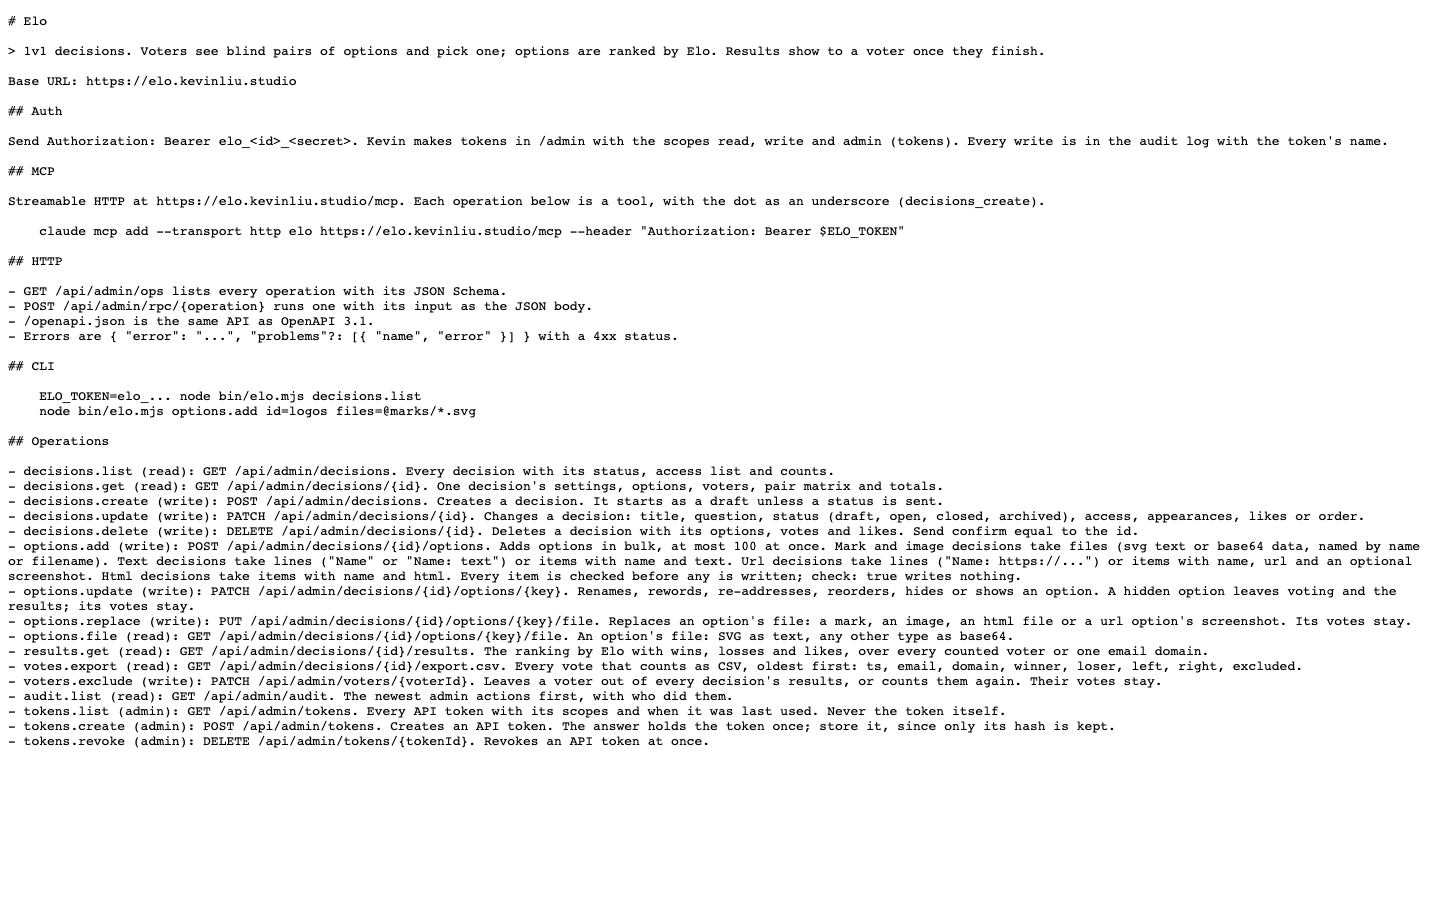 # Elo
> 1v1 decisions. Voters see blind pairs of options and pick one; options are ranked by Elo. Results show to a voter once they finish.
Base URL: https://elo.kevinliu.studio
## Auth
Send Authorization: Bearer elo_<id>_<secret>. Kevin makes tokens in /admin with the scopes read, write and admin (tokens). Every write is in the audit log with the token's name.
## MCP
Streamable HTTP at https://elo.kevinliu.studio/mcp. Each operation below is a tool, with the dot as an underscore (decisions_create).
claude mcp add --transport http elo https://elo.kevinliu.studio/mcp --header "Authorization: Bearer $ELO_TOKEN"
## HTTP
- GET /api/admin/ops lists every operation with its JSON Schema.
- POST /api/admin/rpc/{operation} runs one with its input as the JSON body.
- /openapi.json is the same API as OpenAPI 3.1.
- Errors are { "error": "...", "problems"?: [{ "name", "error" }] } with a 4xx status.
## CLI
ELO_TOKEN=elo_... node bin/elo.mjs decisions.list
node bin/elo.mjs options.add id=logos files=@marks/*.svg
## Operations
- decisions.list (read): GET /api/admin/decisions. Every decision with its status, access list and counts.
- decisions.get (read): GET /api/admin/decisions/{id}. One decision's settings, options, voters, pair matrix and totals.
- decisions.create (write): POST /api/admin/decisions. Creates a decision. It starts as a draft unless a status is sent.
- decisions.update (write): PATCH /api/admin/decisions/{id}. Changes a decision: title, question, status (draft, open, closed, archived), access, appearances, likes or order.
- decisions.delete (write): DELETE /api/admin/decisions/{id}. Deletes a decision with its options, votes and likes. Send confirm equal to the id.
- options.add (write): POST /api/admin/decisions/{id}/options. Adds options in bulk, at most 100 at once. Mark and image decisions take files (svg text or base64 data, named by name
or filename). Text decisions take lines ("Name" or "Name: text") or items with name and text. Url decisions take lines ("Name: https://...") or items with name, url and an optional
screenshot. Html decisions take items with name and html. Every item is checked before any is written; check: true writes nothing.
- options.update (write): PATCH /api/admin/decisions/{id}/options/{key}. Renames, rewords, re-addresses, reorders, hides or shows an option. A hidden option leaves voting and the
results; its votes stay.
- options.replace (write): PUT /api/admin/decisions/{id}/options/{key}/file. Replaces an option's file: a mark, an image, an html file or a url option's screenshot. Its votes stay.
- options.file (read): GET /api/admin/decisions/{id}/options/{key}/file. An option's file: SVG as text, any other type as base64.
- results.get (read): GET /api/admin/decisions/{id}/results. The ranking by Elo with wins, losses and likes, over every counted voter or one email domain.
- votes.export (read): GET /api/admin/decisions/{id}/export.csv. Every vote that counts as CSV, oldest first: ts, email, domain, winner, loser, left, right, excluded.
- voters.exclude (write): PATCH /api/admin/voters/{voterId}. Leaves a voter out of every decision's results, or counts them again. Their votes stay.
- audit.list (read): GET /api/admin/audit. The newest admin actions first, with who did them.
- tokens.list (admin): GET /api/admin/tokens. Every API token with its scopes and when it was last used. Never the token itself.
- tokens.create (admin): POST /api/admin/tokens. Creates an API token. The answer holds the token once; store it, since only its hash is kept.
- tokens.revoke (admin): DELETE /api/admin/tokens/{tokenId}. Revokes an API token at once.